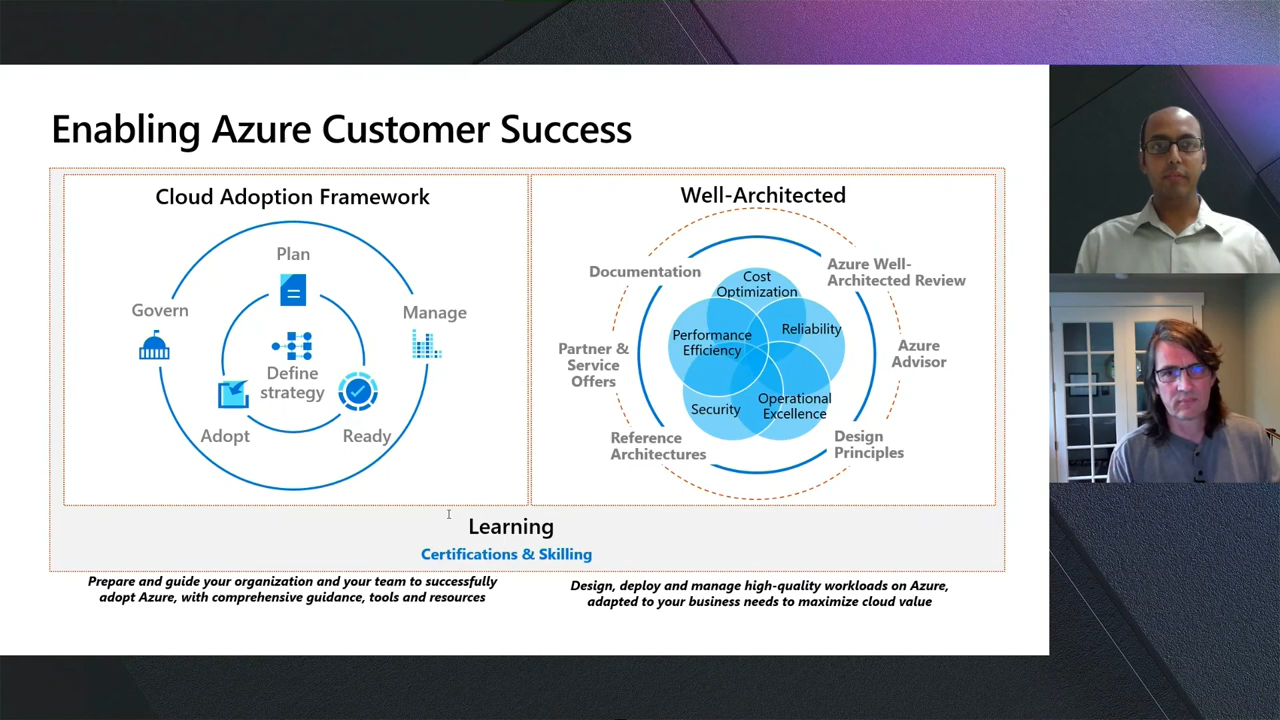 Enabling Azure Customer Success
Cloud Adoption Framework
Plan
Govern
Manage
Define
strategy
Adopt
Ready
Well-Architected
Documentation
Azure Well-
Architected Review
Cost
Optimization
Performance
Efficiency
Reliability
Partner &
Service
Offers
Azure
Advisor
Security
Operational
Excellence
Reference
Architectures
Design
Principles
Learning
Certifications & Skilling
Prepare and guide your organization and your team to successfully
adopt Azure, with comprehensive guidance, tools and resources
Design, deploy and manage high-quality workloads on Azure,
adapted to your business needs to maximize cloud value